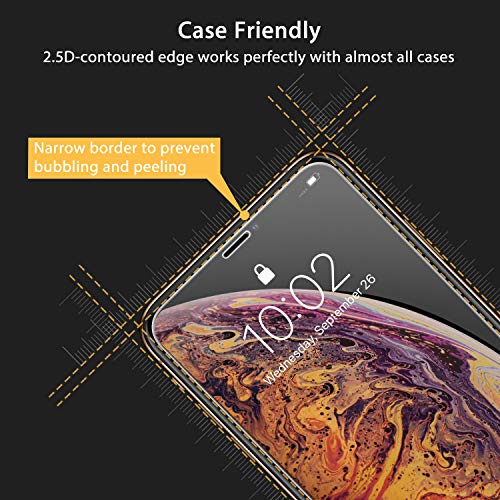 Case Friendly
2.5D-contoured edge works perfectly with almost all cases
Narrow border to prevent
bubbling and peeling
10:02
Wednesday, September 26